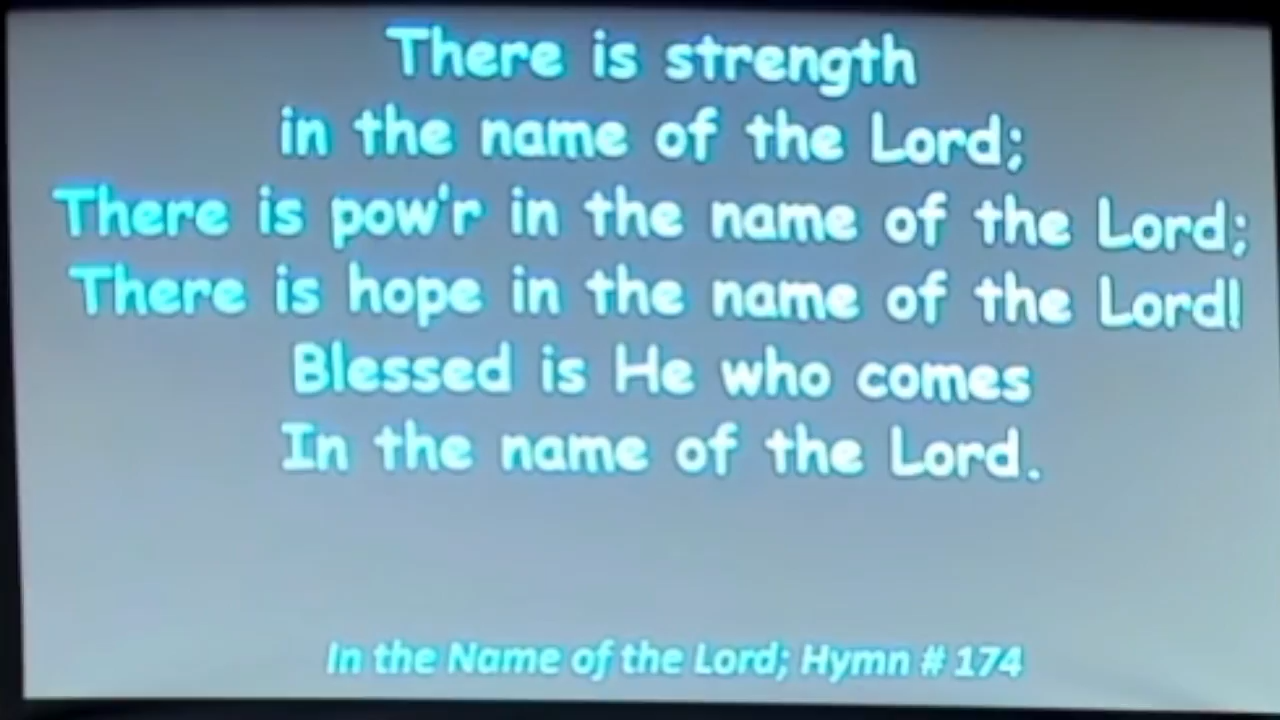 There is strength
in the name of the Lord;
There is pow'r in the name of the Lord;
There is hope in the name of the Lord!
Blessed is He who comes
In the name of the Lord.
In the Name of the Lord; Hymn # 174